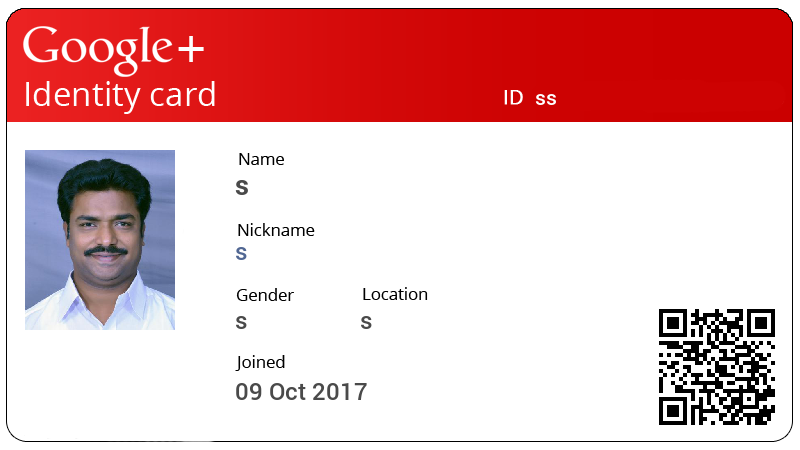 Google+
Identity card
ID ss
Name
s
Nickname
s
Gender Location
s s
Joined
09 Oct 2017